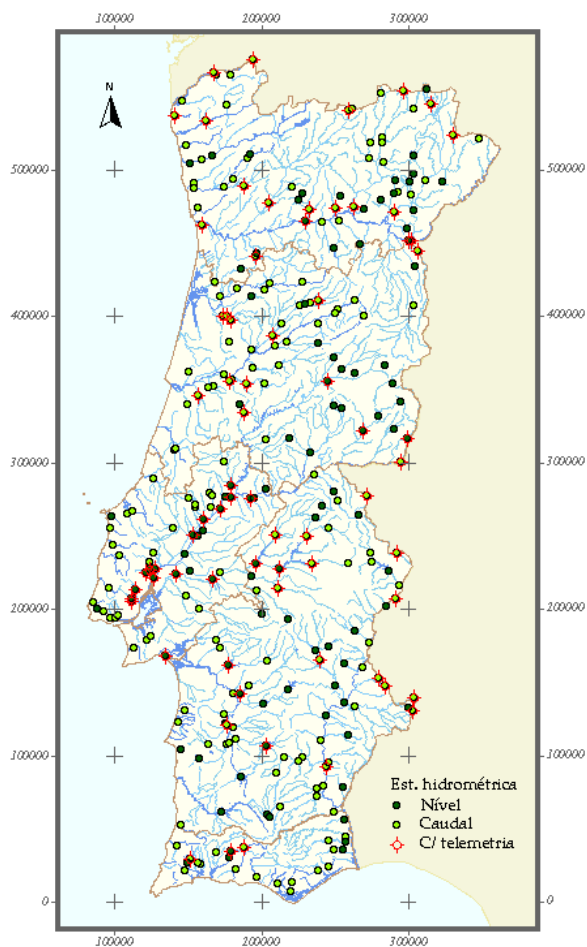 100000 200000 300000
N
500000 500000
400000 400000
300000 300000
200000 200000
100000 100000
Est. hidrométrica
Nível
Caudal
C/ telemetria
0 0
100000 200000 300000